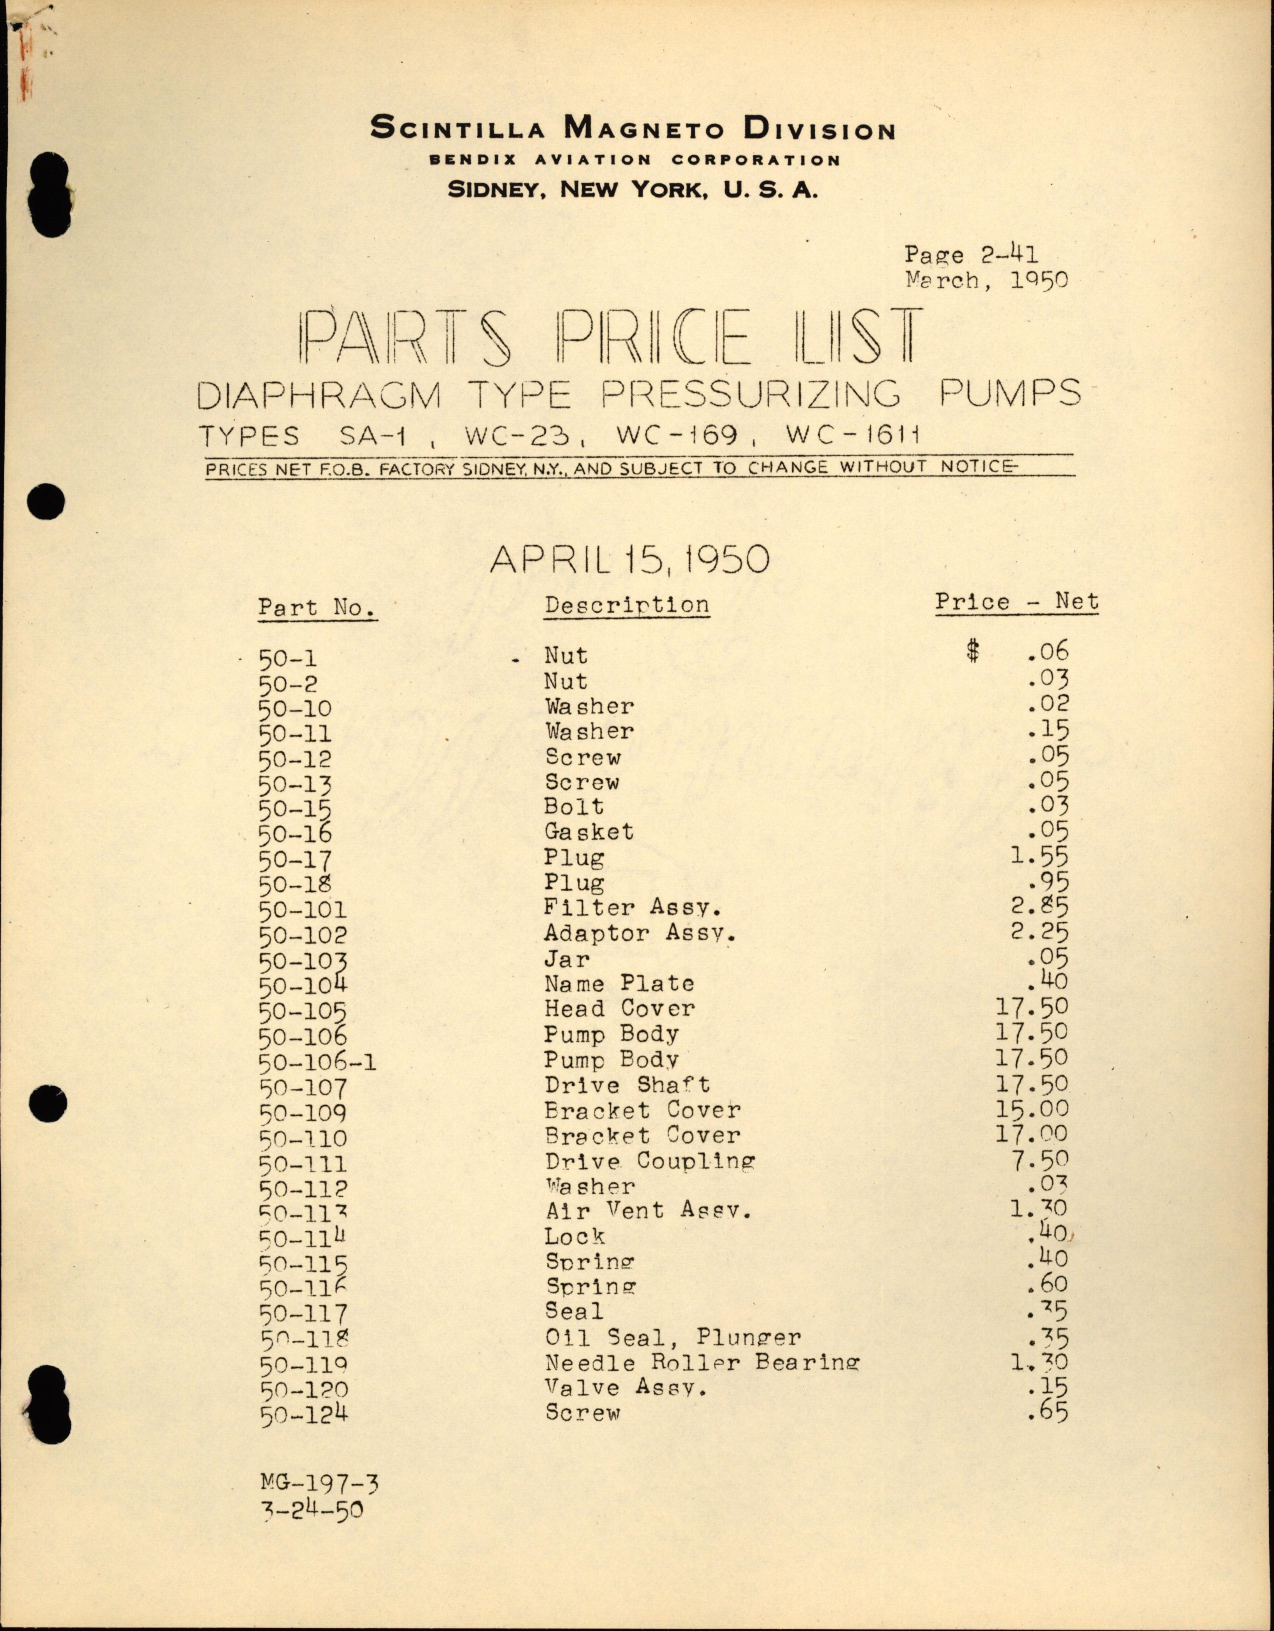 SCINTILLA MAGNETO DIVISION
BENDIX AVIATION CORPORATION
SIDNEY, NEW YORK, U. S. A.
Page 2-41
March, 1950
PARTS PRICE LIST
DIAPHRAGM TYPE PRESSURIZING PUMPS
TYPES SA-1, WC-23, WC-169, WC-1611
PRICES NET F.O.B. FACTORY SIDNEY, N.Y., AND SUBJECT TO CHANGE WITHOUT NOTICE
APRIL 15, 1950
Part No. Description Price - Net
50-1 Nut $ .06
50-2 Nut .03
50-10 Washer .02
50-11 Washer .15
50-12 Screw .05
50-13 Screw .05
50-15 Bolt .03
50-16 Gasket .05
50-17 Plug 1.55
50-18 Plug .95
50-101 Filter Assy. 2.85
50-102 Adaptor Assy. 2.25
50-103 Jar .05
50-104 Name Plate .40
50-105 Head Cover 17.50
50-106 Pump Body 17.50
50-106-1 Pump Body 17.50
50-107 Drive Shaft 17.50
50-109 Bracket Cover 15.00
50-110 Bracket Cover 17.00
50-111 Drive Coupling 7.50
50-112 Washer .03
50-113 Air Vent Assy. 1.30
50-114 Lock .40
50-115 Spring .40
50-116 Spring .60
50-117 Seal .35
50-118 Oil Seal, Plunger .35
50-119 Needle Roller Bearing 1.30
50-120 Valve Assy. .15
50-124 Screw .65
MG-197-3
3-24-50